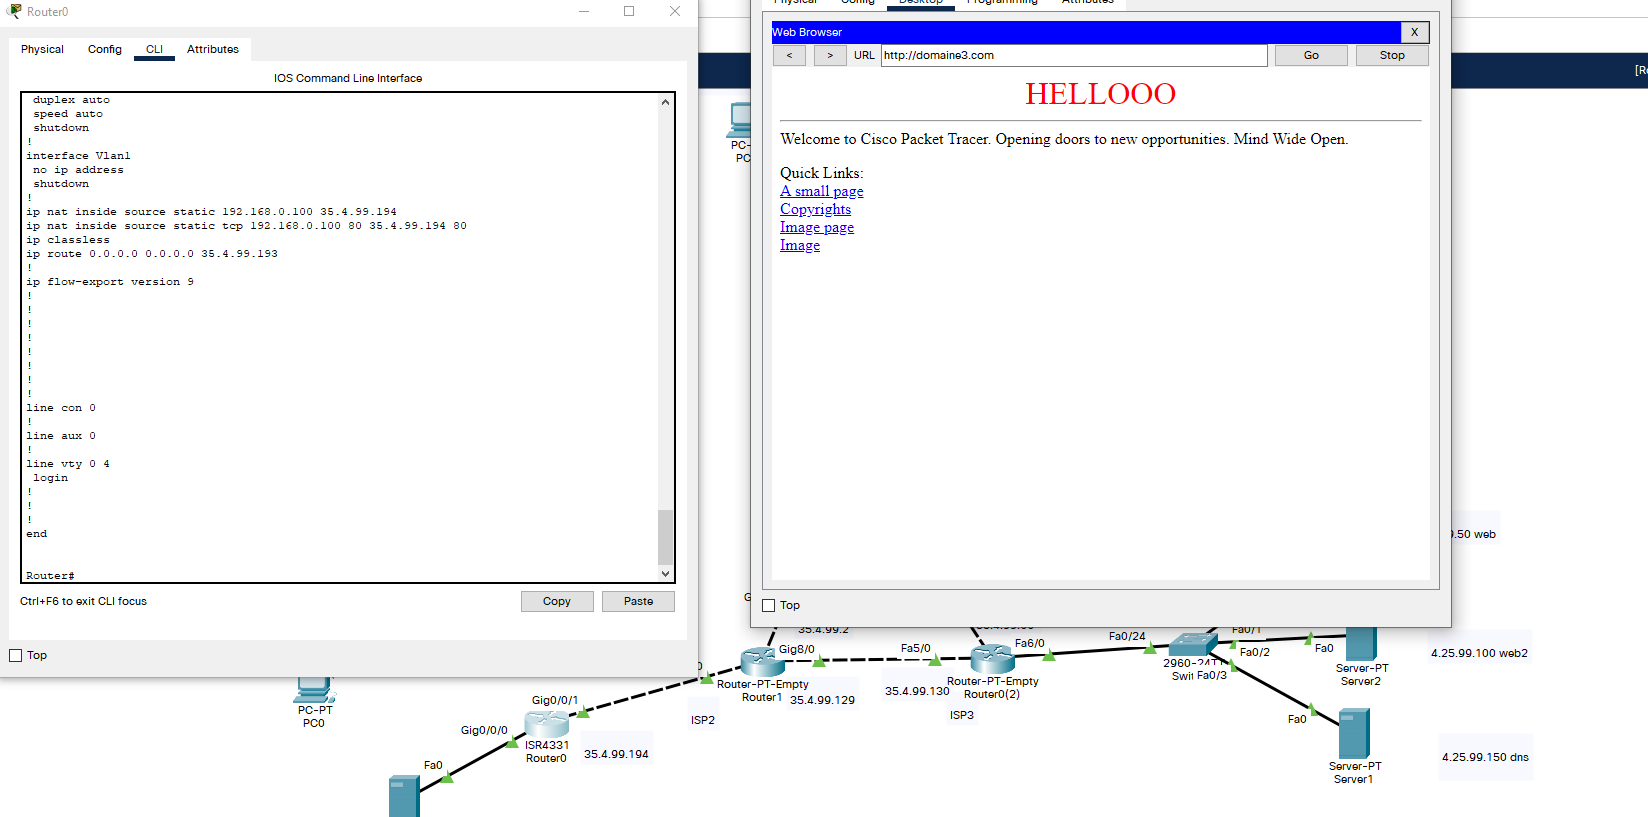 Router0
Physical Config CLI Attributes
IOS Command Line Interface
duplex auto
speed auto
shutdown
!
interface Vlan1
no ip address
shutdown
!
ip nat inside source static 192.168.0.100 35.4.99.194
ip nat inside source static tcp 192.168.0.100 80 35.4.99.194 80
ip classless
ip route 0.0.0.0 0.0.0.0 35.4.99.193
!
ip flow-export version 9
!
!
!
!
!
!
!
!
line con 0
!
line aux 0
!
line vty 0 4
login
!
!
!
end
Router#
Ctrl+F6 to exit CLI focus
Copy
Paste
Top
Physical Config Desktop Programming Attributes
Web Browser
X
< > URL http://domaine3.com Go Stop
HELLOOO
Welcome to Cisco Packet Tracer. Opening doors to new opportunities. Mind Wide Open.
Quick Links:
A small page
Copyrights
Image page
Image
Top
PC-
PC
[R
.50 web
G
35.4.99.2
Gig8/0
Router-PT-Empty
Router1
35.4.99.129
Fa5/0
35.4.99.130
Fa6/0
Router-PT-Empty
Router0(2)
ISP3
Fa0/24
Fa0/1
Fa0/2
2960-24TT
Swit
Fa0/3
Fa0
Server-PT
Server2
4.25.99.100 web2
Fa0
Server-PT
Server1
4.25.99.150 dns
0
ISP2
PC-PT
PC0
Gig0/0/1
Gig0/0/0
ISR4331
Router0
35.4.99.194
Fa0